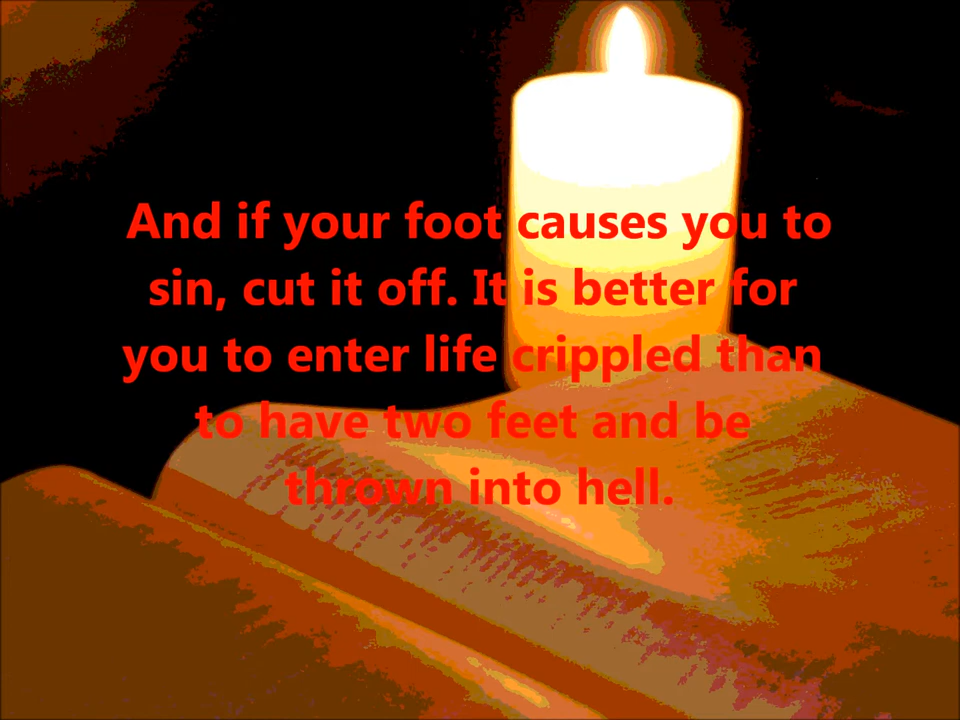 And if your foot causes you to
sin, cut it off. It is better for
you to enter life crippled than
to have two feet and be
thrown into hell.